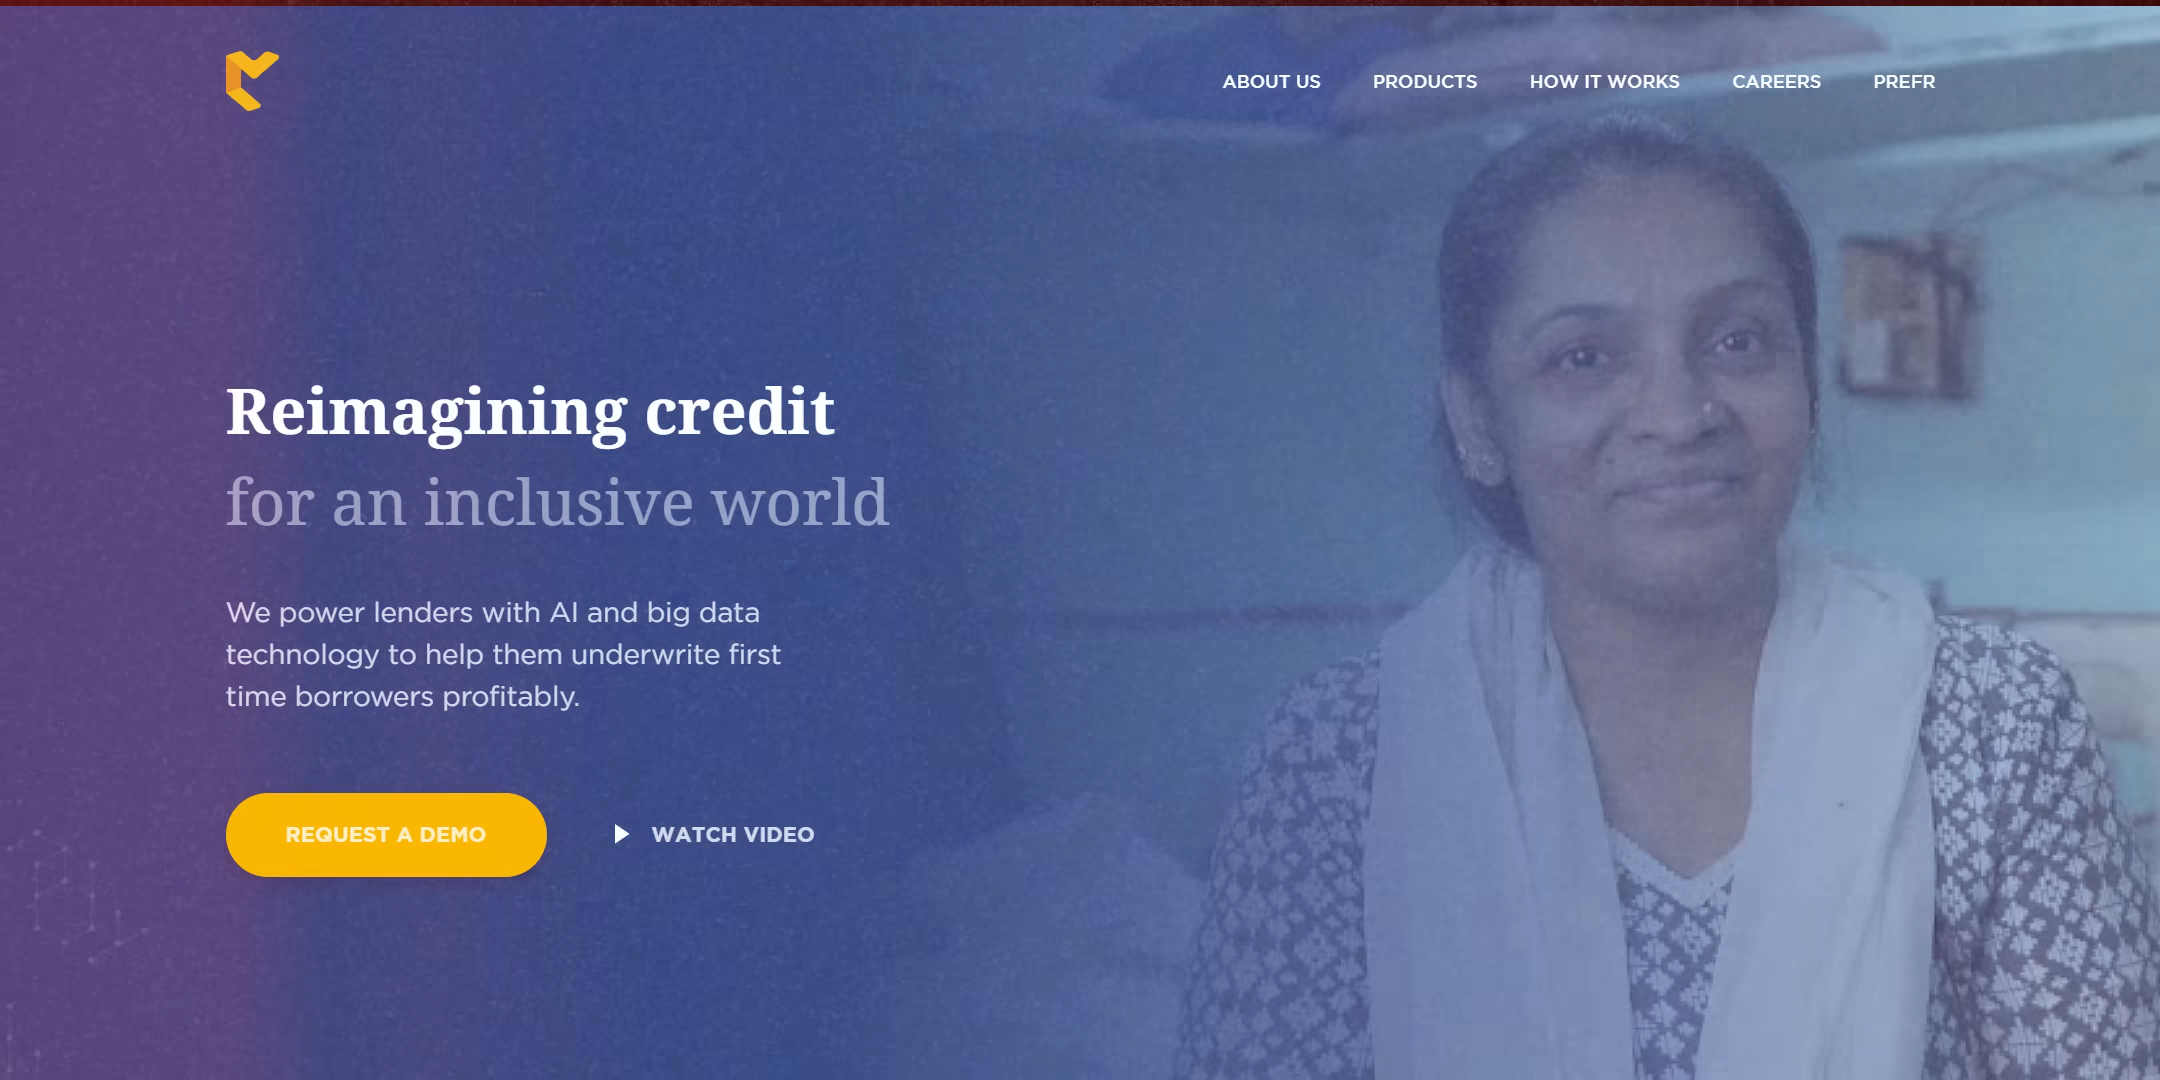 ABOUT US
PRODUCTS
HOW IT WORKS
CAREERS
PREFR
Reimagining credit
for an inclusive world
We power lenders with AI and big data
technology to help them underwrite first
time borrowers profitably.
REQUEST A DEMO
WATCH VIDEO